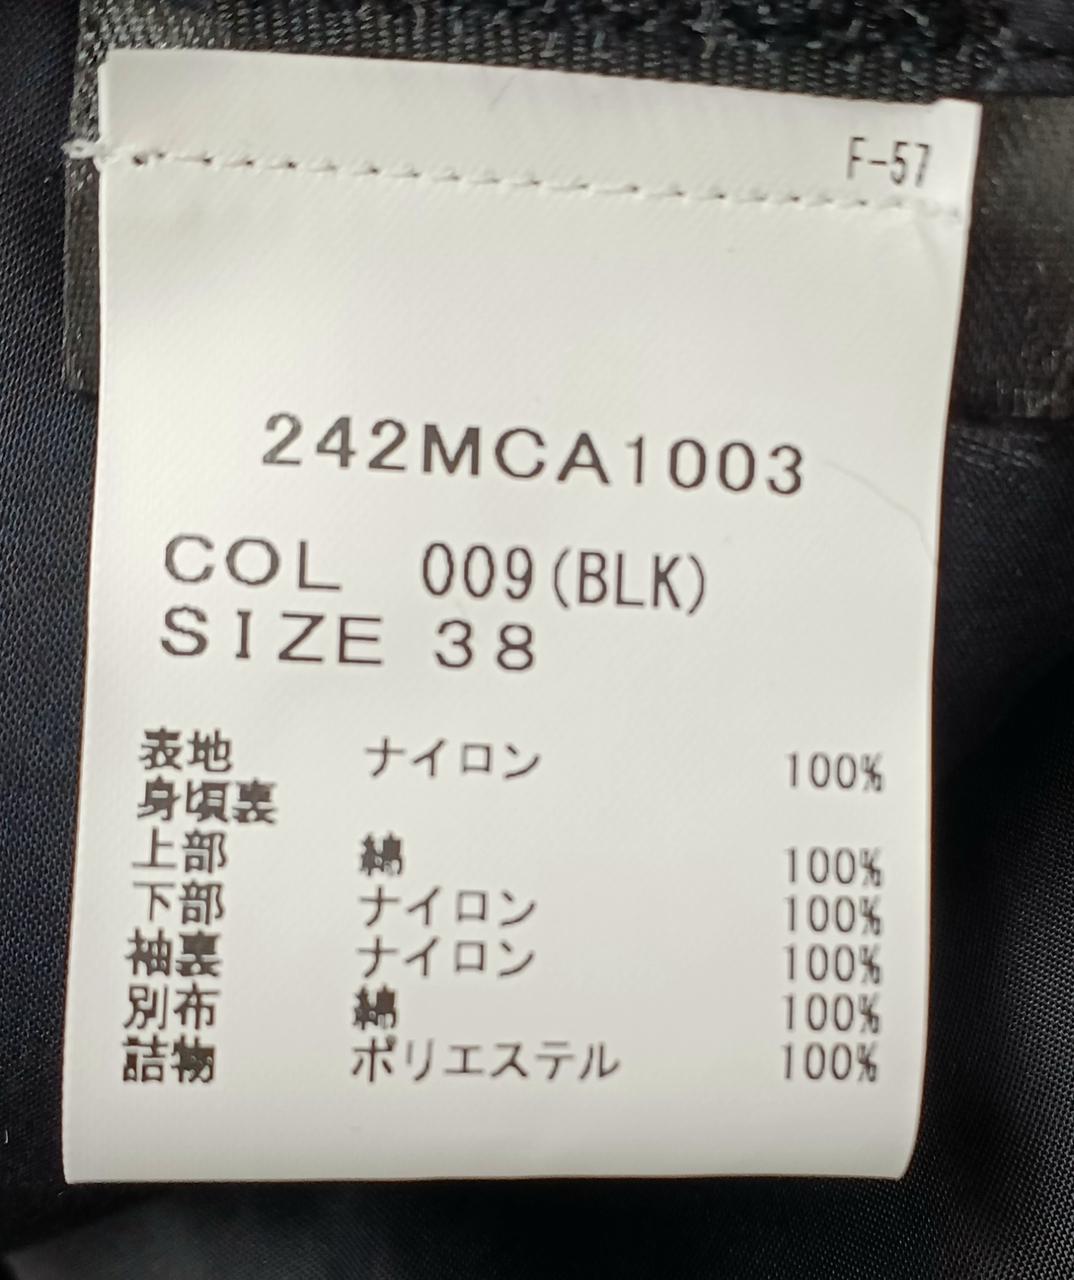 F-57
242MCA1003
COL 009(BLK)
SIZE 38
表地 ナイロン 100%
身頃裏
上部 綿 100%
下部 ナイロン 100%
袖裏 ナイロン 100%
別布 綿 100%
詰物 ポリエステル 100%